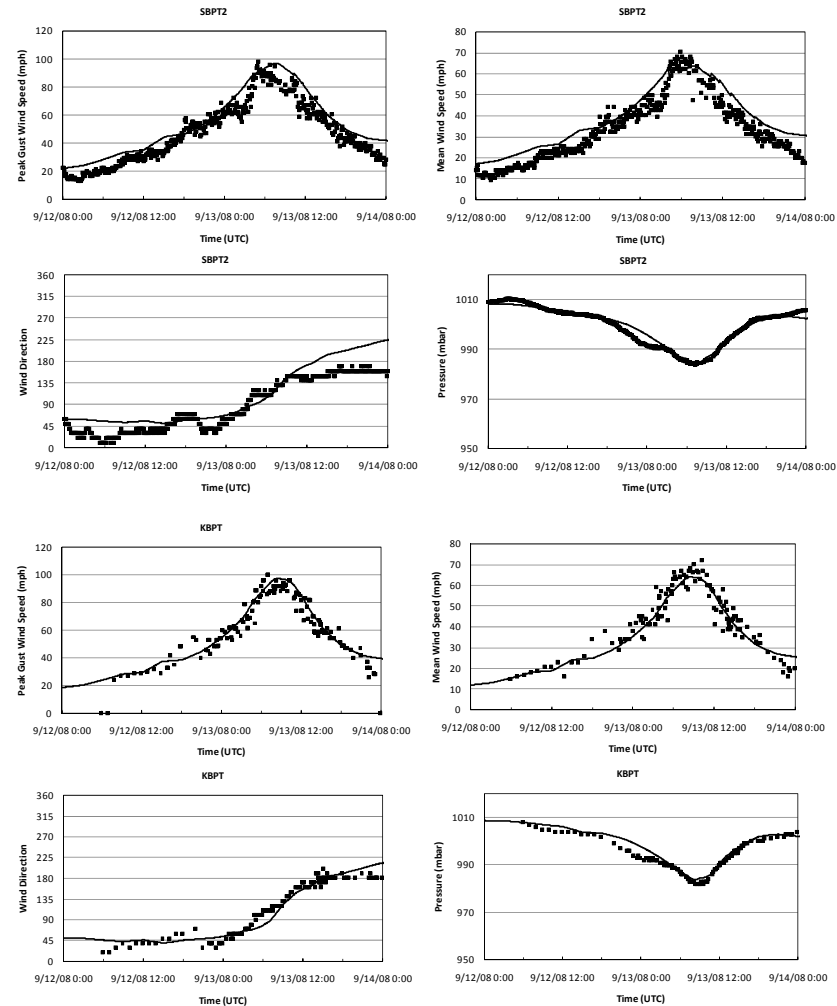 SBPT2
Peak Gust Wind Speed (mph)
120
100
80
60
40
20
0
9/12/08 0:00 9/12/08 12:00 9/13/08 0:00 9/13/08 12:00 9/14/08 0:00
Time (UTC)
SBPT2
Mean Wind Speed (mph)
80
70
60
50
40
30
20
10
0
9/12/08 0:00 9/12/08 12:00 9/13/08 0:00 9/13/08 12:00 9/14/08 0:00
Time (UTC)
SBPT2
Wind Direction
360
315
270
225
180
135
90
45
0
9/12/08 0:00 9/12/08 12:00 9/13/08 0:00 9/13/08 12:00 9/14/08 0:00
Time (UTC)
SBPT2
Pressure (mbar)
1010
990
970
950
9/12/08 0:00 9/12/08 12:00 9/13/08 0:00 9/13/08 12:00 9/14/08 0:00
Time (UTC)
KBPT
Peak Gust Wind Speed (mph)
120
100
80
60
40
20
0
9/12/08 0:00 9/12/08 12:00 9/13/08 0:00 9/13/08 12:00 9/14/08 0:00
Time (UTC)
KBPT
Mean Wind Speed (mph)
80
70
60
50
40
30
20
10
0
9/12/08 0:00 9/12/08 12:00 9/13/08 0:00 9/13/08 12:00 9/14/08 0:00
Time (UTC)
KBPT
Wind Direction
360
315
270
225
180
135
90
45
0
9/12/08 0:00 9/12/08 12:00 9/13/08 0:00 9/13/08 12:00 9/14/08 0:00
Time (UTC)
KBPT
Pressure (mbar)
1010
990
970
950
9/12/08 0:00 9/12/08 12:00 9/13/08 0:00 9/13/08 12:00 9/14/08 0:00
Time (UTC)